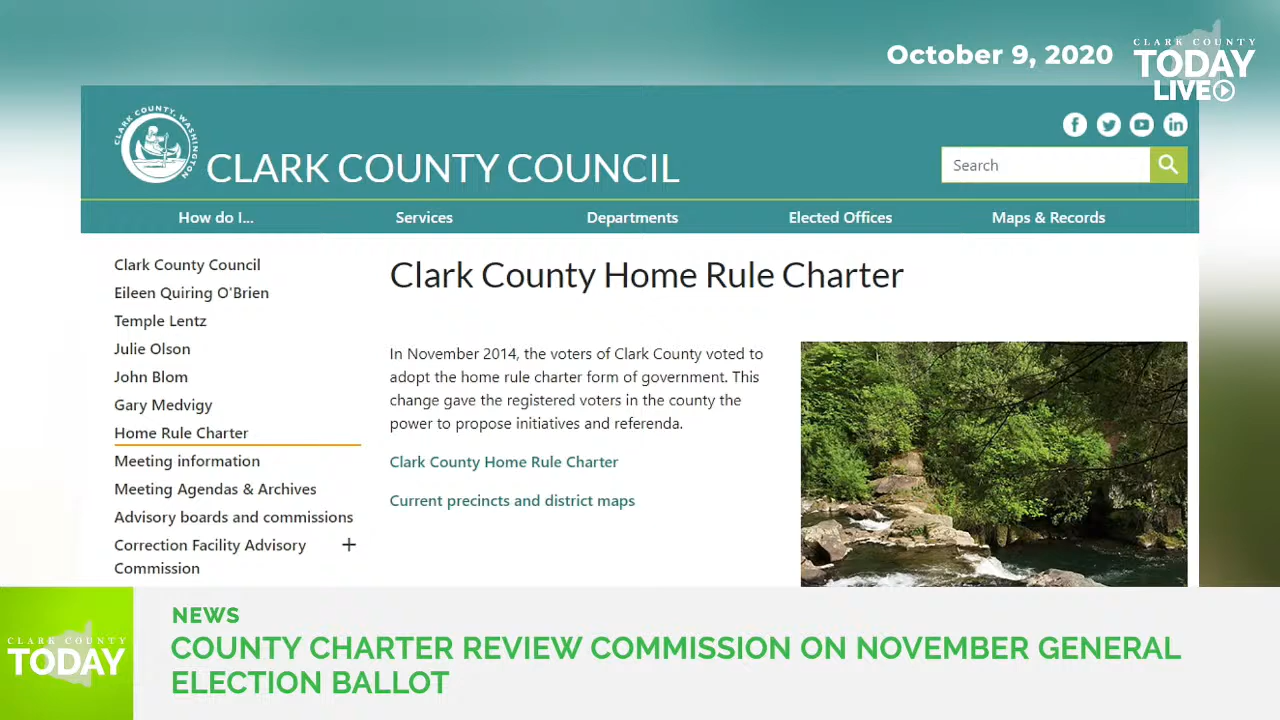 October 9, 2020
CLARK COUNTY
TODAY
LIVE
CLARK COUNTY, WASHINGTON
CLARK COUNTY COUNCIL
Search
How do I...
Services
Departments
Elected Offices
Maps & Records
Clark County Council
Eileen Quiring O'Brien
Temple Lentz
Julie Olson
John Blom
Gary Medvigy
Home Rule Charter
Meeting information
Meeting Agendas & Archives
Advisory boards and commissions
Correction Facility Advisory
Commission
Clark County Home Rule Charter
In November 2014, the voters of Clark County voted to
adopt the home rule charter form of government. This
change gave the registered voters in the county the
power to propose initiatives and referenda.
Clark County Home Rule Charter
Current precincts and district maps
CLARK COUNTY
TODAY
NEWS
COUNTY CHARTER REVIEW COMMISSION ON NOVEMBER GENERAL
ELECTION BALLOT